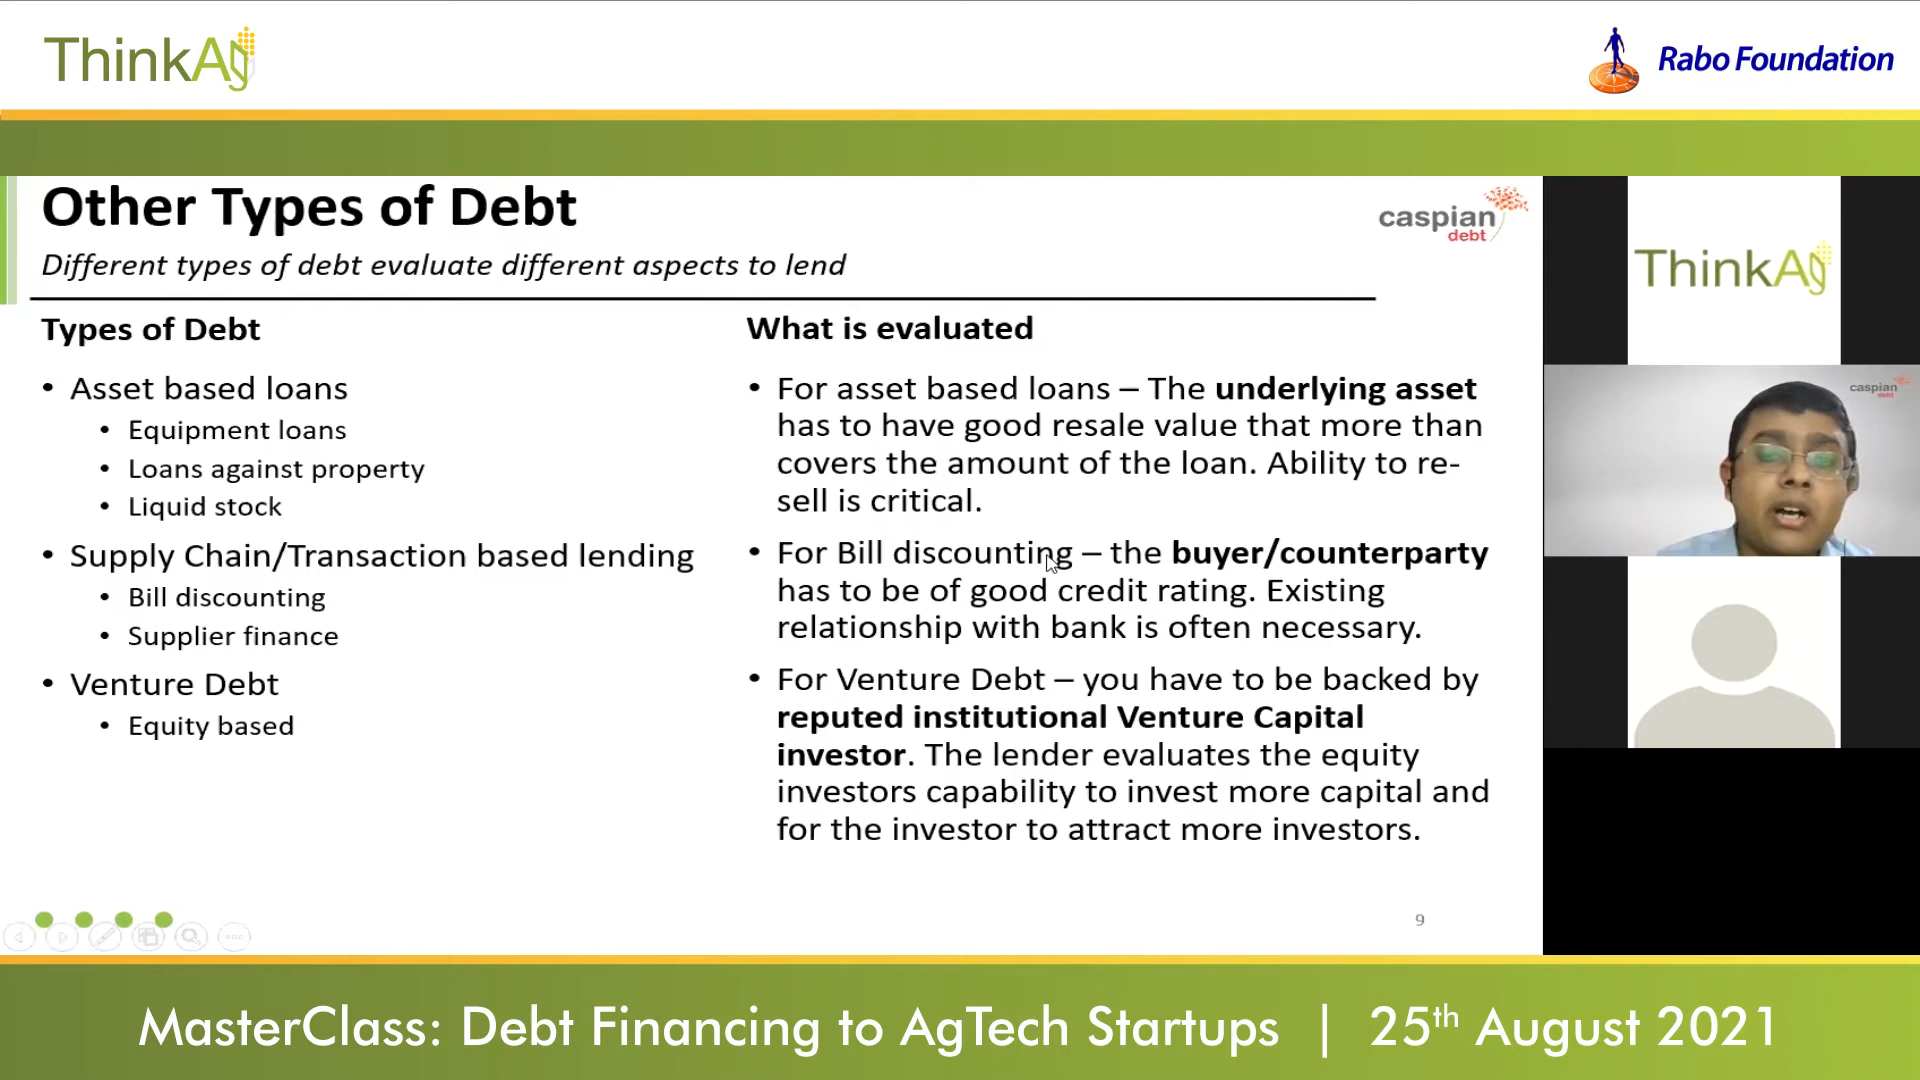 ThinkAg
Rabo Foundation
Other Types of Debt
caspian
debt
Different types of debt evaluate different aspects to lend
Types of Debt
• Asset based loans
• Equipment loans
• Loans against property
• Liquid stock
• Supply Chain/Transaction based lending
• Bill discounting
• Supplier finance
• Venture Debt
• Equity based
What is evaluated
• For asset based loans – The underlying asset
has to have good resale value that more than
covers the amount of the loan. Ability to re-
sell is critical.
• For Bill discounting – the buyer/counterparty
has to be of good credit rating. Existing
relationship with bank is often necessary.
• For Venture Debt – you have to be backed by
reputed institutional Venture Capital
investor. The lender evaluates the equity
investors capability to invest more capital and
for the investor to attract more investors.
9
ThinkAg
caspian
debt
MasterClass: Debt Financing to AgTech Startups | 25th August 2021